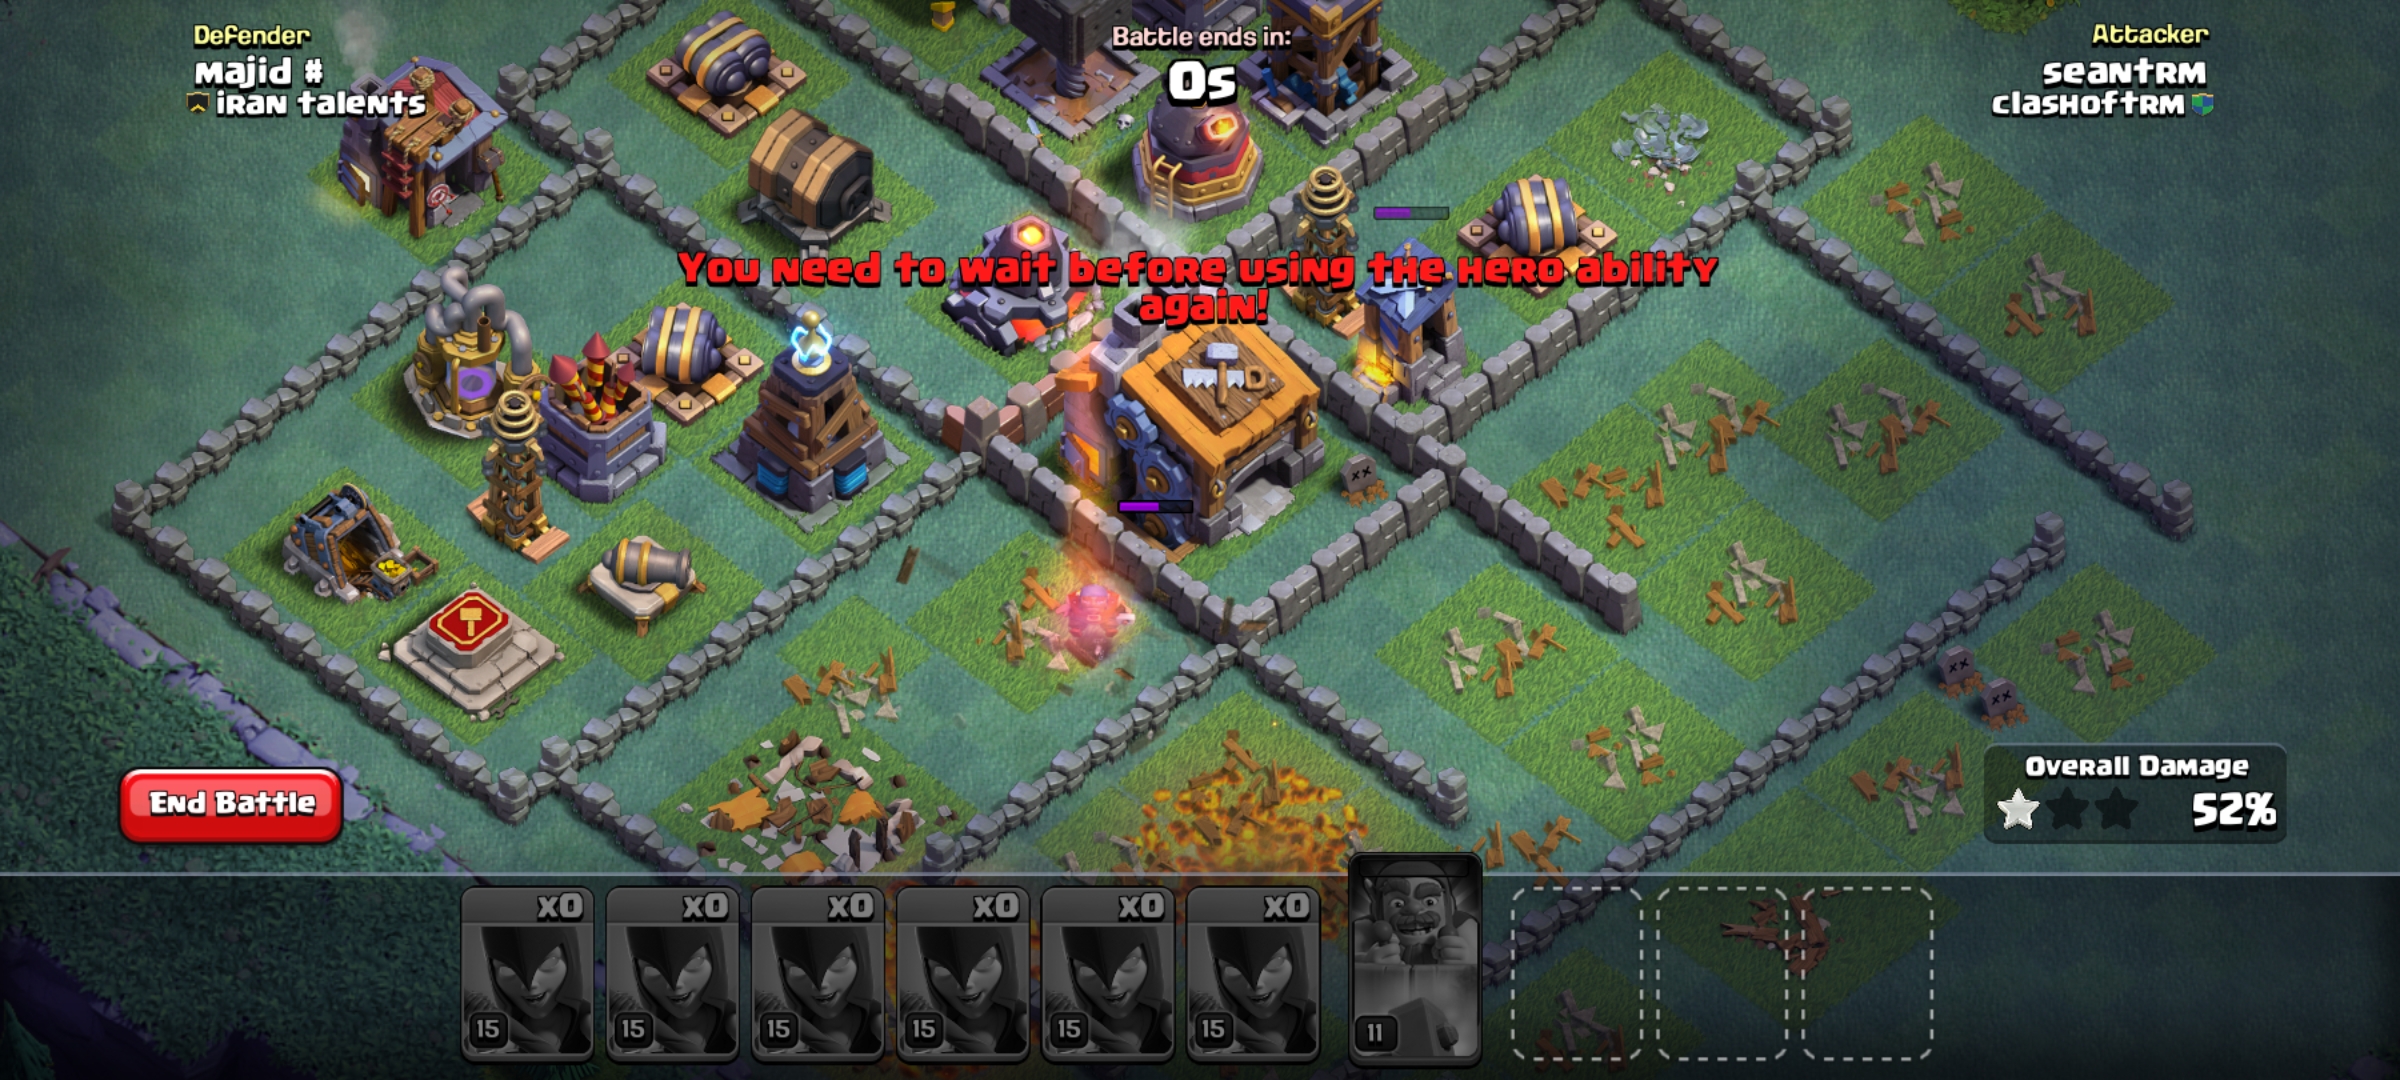 Defender
majid #
iran talents
Battle ends in:
0s
Attacker
seantrm
clashoftrm
You need to wait before using the hero ability
again!
End Battle
Overall Damage
52%
x0
x0
x0
x0
x0
x0
15
15
15
15
15
15
11